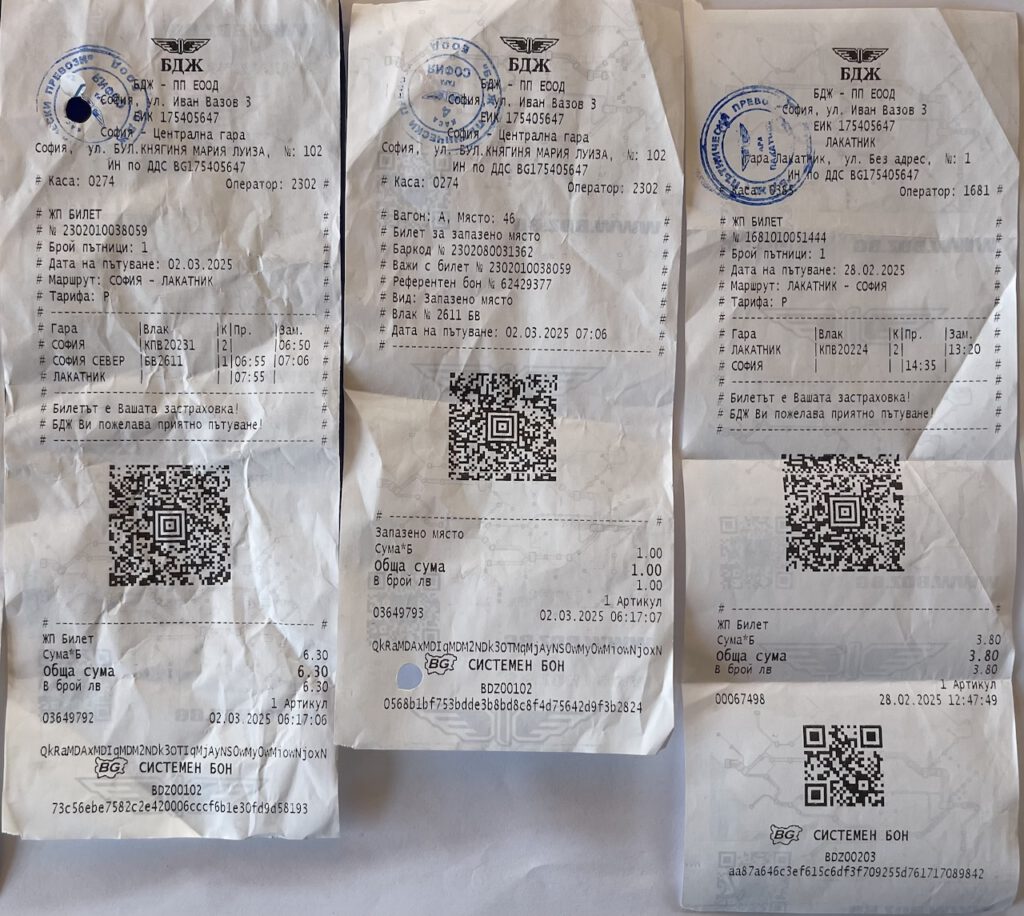 БДЖ
БДЖ - ПП ЕООД
София, ул. Иван Вазов 3
ЕИК 175405647
София - Централна гара
София, ул. БУЛ.КНЯГИНЯ МАРИЯ ЛУИЗА, №: 102
ИН по ДДС BG175405647
# Каса: 0274 Оператор: 2302 #
# ЖП БИЛЕТ #
# № 2302010038059 #
# Брой пътници: 1 #
# Дата на пътуване: 02.03.2025 #
# Маршрут: СОФИЯ - ЛАКАТНИК #
# Тарифа: Р #
# Гара |Влак |К|Пр. |Зам. #
# СОФИЯ |КПВ20231 |2| |06:50 #
# СОФИЯ СЕВЕР |БВ2611 |1|06:55 |07:06 #
# ЛАКАТНИК | | |07:55 | #
# Билетът е Вашата застраховка! #
# БДЖ Ви пожелава приятно пътуване! #
ЖП Билет
Сума*Б 6.30
Обща сума 6.30
В брой лв 6.30
1 Артикул
03649792 02.03.2025 06:17:06
QkRaMDAxMDIqMDM2NDk3OTIqMjAyNS0wMy0wMiowNjoxN
BG СИСТЕМЕН БОН
BDZ00102
73c56ebe7582c2e420006cccf6b1e30fd9d58193
БДЖ
БДЖ - ПП ЕООД
София, ул. Иван Вазов 3
ЕИК 175405647
София - Централна гара
София, ул. БУЛ.КНЯГИНЯ МАРИЯ ЛУИЗА, №: 102
ИН по ДДС BG175405647
# Каса: 0274 Оператор: 2302 #
# Вагон: А, Място: 46 #
# Билет за запазено място #
# Баркод № 2302080031362 #
# Важи с билет № 2302010038059 #
# Референтен бон № 62429377 #
# Вид: Запазено място #
# Влак № 2611 БВ #
# Дата на пътуване: 02.03.2025 07:06 #
Запазено място
Сума*Б 1.00
Обща сума 1.00
В брой лв 1.00
1 Артикул
03649793 02.03.2025 06:17:07
QkRaMDAxMDIqMDM2NDk3OTMqMjAyNS0wMy0wMiowNjoxN
BG СИСТЕМЕН БОН
BDZ00102
0568b1bf753bdde3b8bd8c8f4d75642d9f3b2824
БДЖ
БДЖ - ПП ЕООД
София, ул. Иван Вазов 3
ЕИК 175405647
ЛАКАТНИК
Гара Лакатник, ул. Без адрес, №: 1
ИН по ДДС BG175405647
# Каса: 0385 Оператор: 1681 #
# ЖП БИЛЕТ #
# № 1681010051444 #
# Брой пътници: 1 #
# Дата на пътуване: 28.02.2025 #
# Маршрут: ЛАКАТНИК - СОФИЯ #
# Тарифа: Р #
# Гара |Влак |К|Пр. |Зам. #
# ЛАКАТНИК |КПВ20224 |2| |13:20 #
# СОФИЯ | | |14:35 | #
# Билетът е Вашата застраховка! #
# БДЖ Ви пожелава приятно пътуване! #
ЖП Билет
Сума*Б 3.80
Обща сума 3.80
В брой лв 3.80
1 Артикул
00067498 28.02.2025 12:47:49
BG СИСТЕМЕН БОН
BDZ00203
aa87a646c3ef615c6df3f709255d761717089842